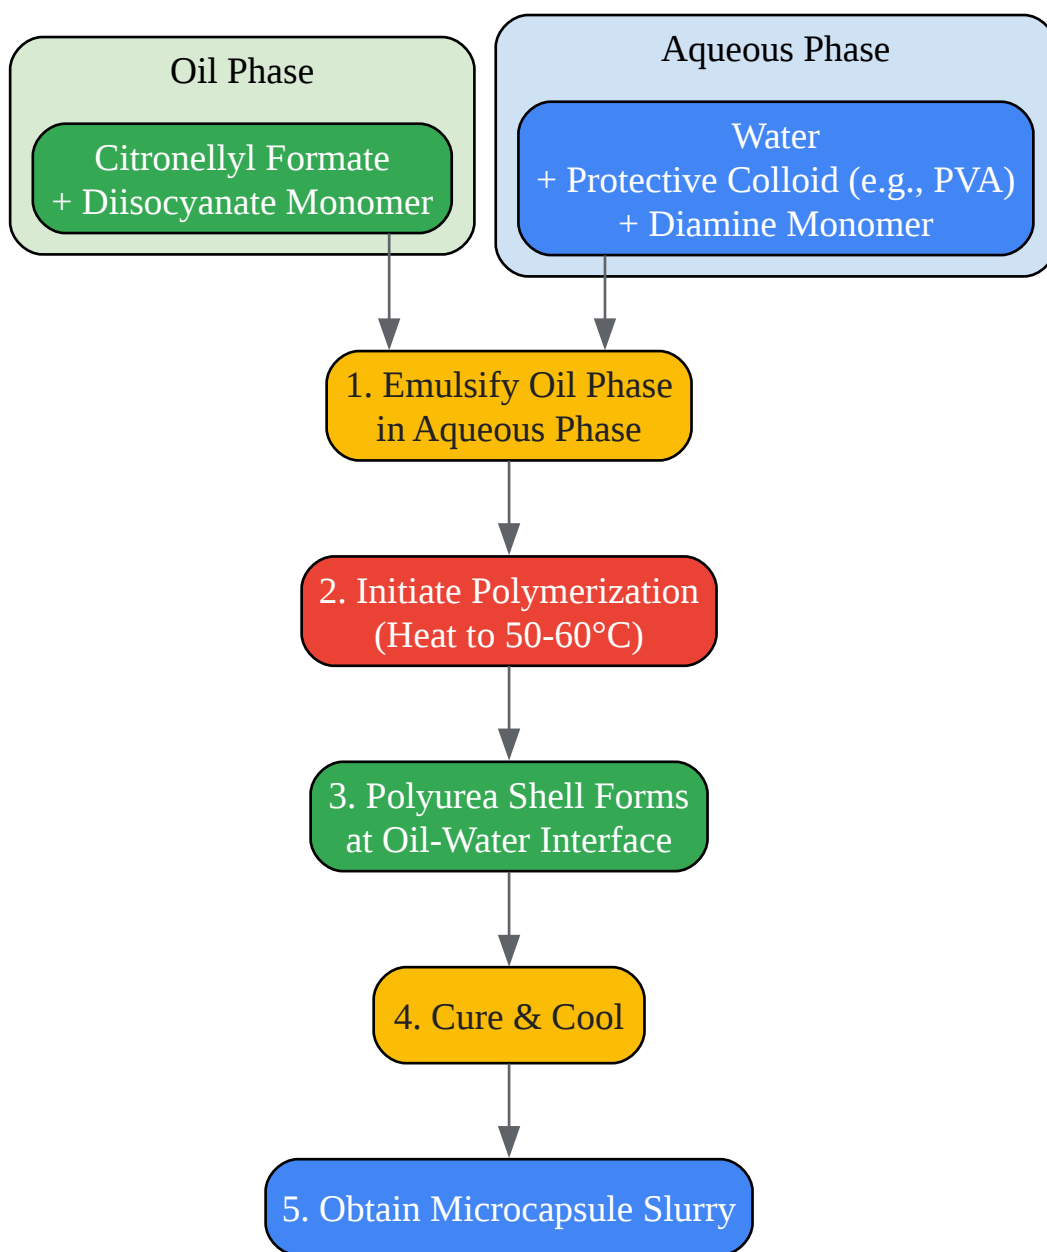 Oil Phase
Citronellyl Formate
+ Diisocyanate Monomer
Aqueous Phase
Water
+ Protective Colloid (e.g., PVA)
+ Diamine Monomer
1. Emulsify Oil Phase
in Aqueous Phase
2. Initiate Polymerization
(Heat to 50-60°C)
3. Polyurea Shell Forms
at Oil-Water Interface
4. Cure & Cool
5. Obtain Microcapsule Slurry